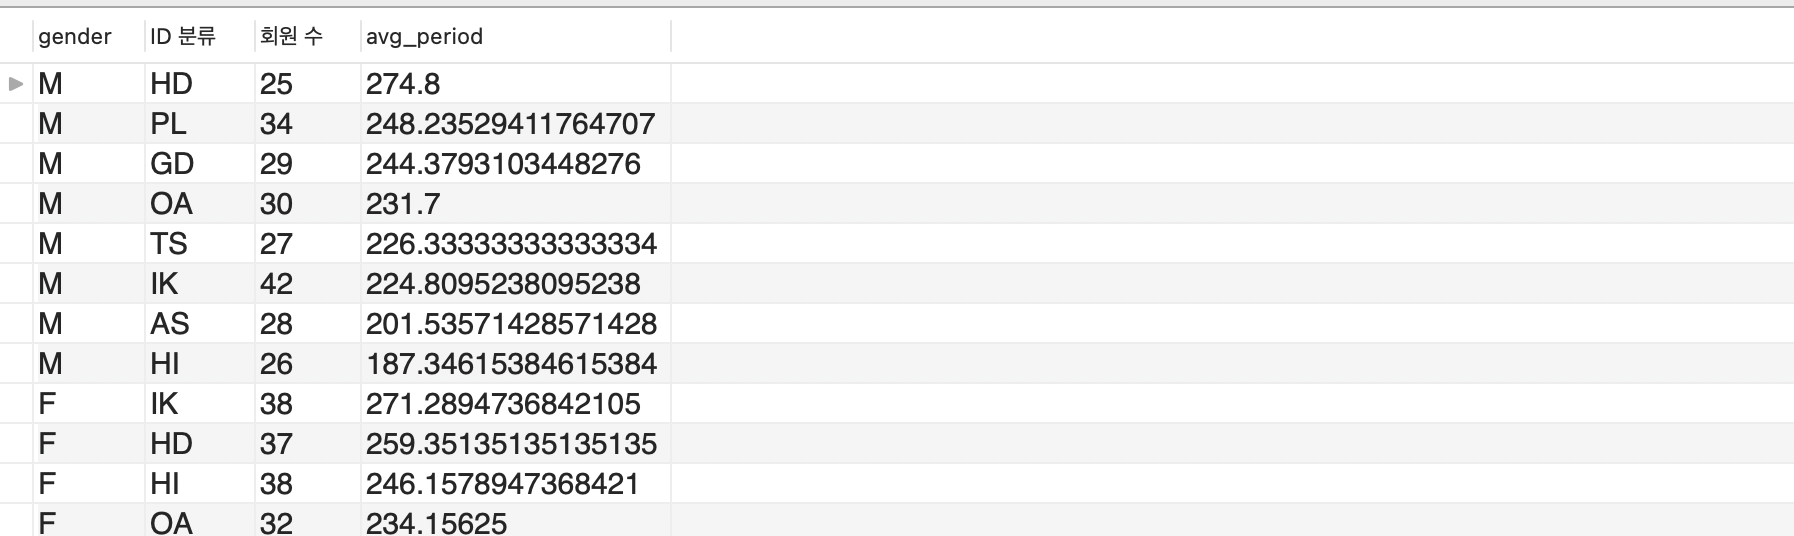 gender ID 분류 회원 수 avg_period
M HD 25 274.8
M PL 34 248.23529411764707
M GD 29 244.3793103448276
M OA 30 231.7
M TS 27 226.33333333333334
M IK 42 224.8095238095238
M AS 28 201.53571428571428
M HI 26 187.34615384615384
F IK 38 271.2894736842105
F HD 37 259.35135135135135
F HI 38 246.1578947368421
F OA 32 234.15625